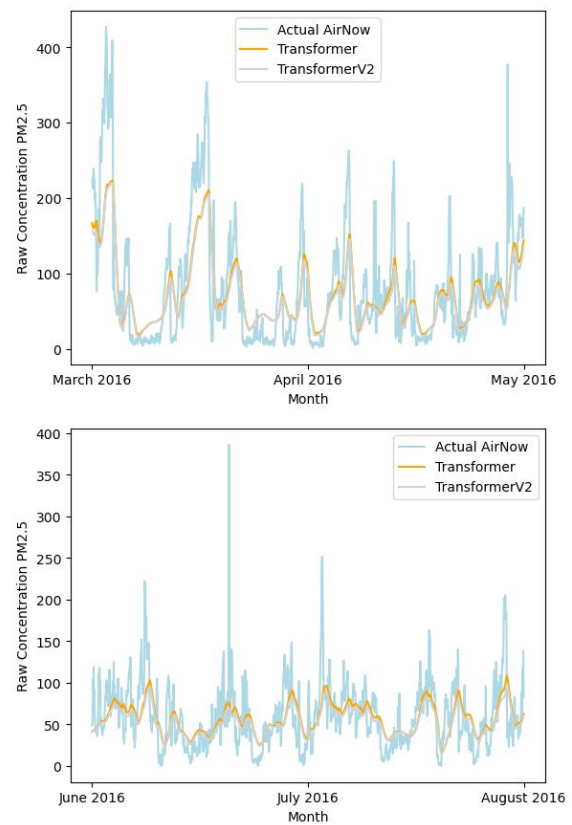 Actual AirNow
Transformer
TransformerV2
400
300
200
100
0
Raw Concentration PM2.5
March 2016 April 2016 May 2016
Month
Actual AirNow
Transformer
TransformerV2
400
350
300
250
200
150
100
50
0
Raw Concentration PM2.5
June 2016 July 2016 August 2016
Month